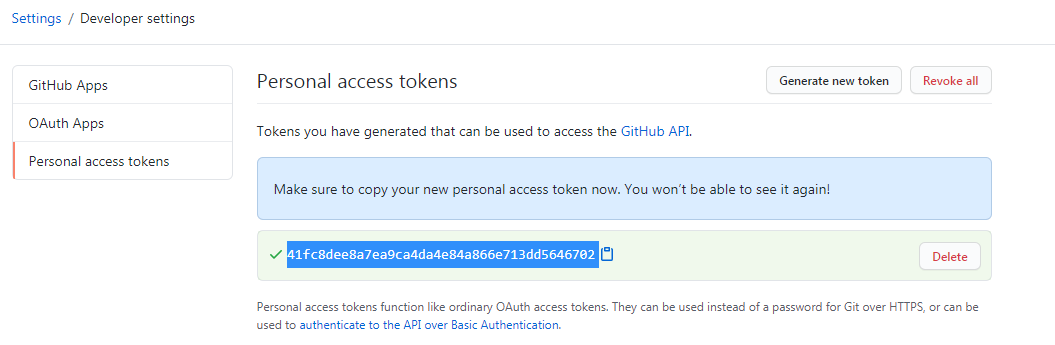 Settings / Developer settings
GitHub Apps
OAuth Apps
Personal access tokens
Personal access tokens
Generate new token
Revoke all
Tokens you have generated that can be used to access the GitHub API.
Make sure to copy your new personal access token now. You won't be able to see it again!
41fc8dee8a7ea9ca4da4e84a866e713dd5646702
Delete
Personal access tokens function like ordinary OAuth access tokens. They can be used instead of a password for Git over HTTPS, or can be
used to authenticate to the API over Basic Authentication.